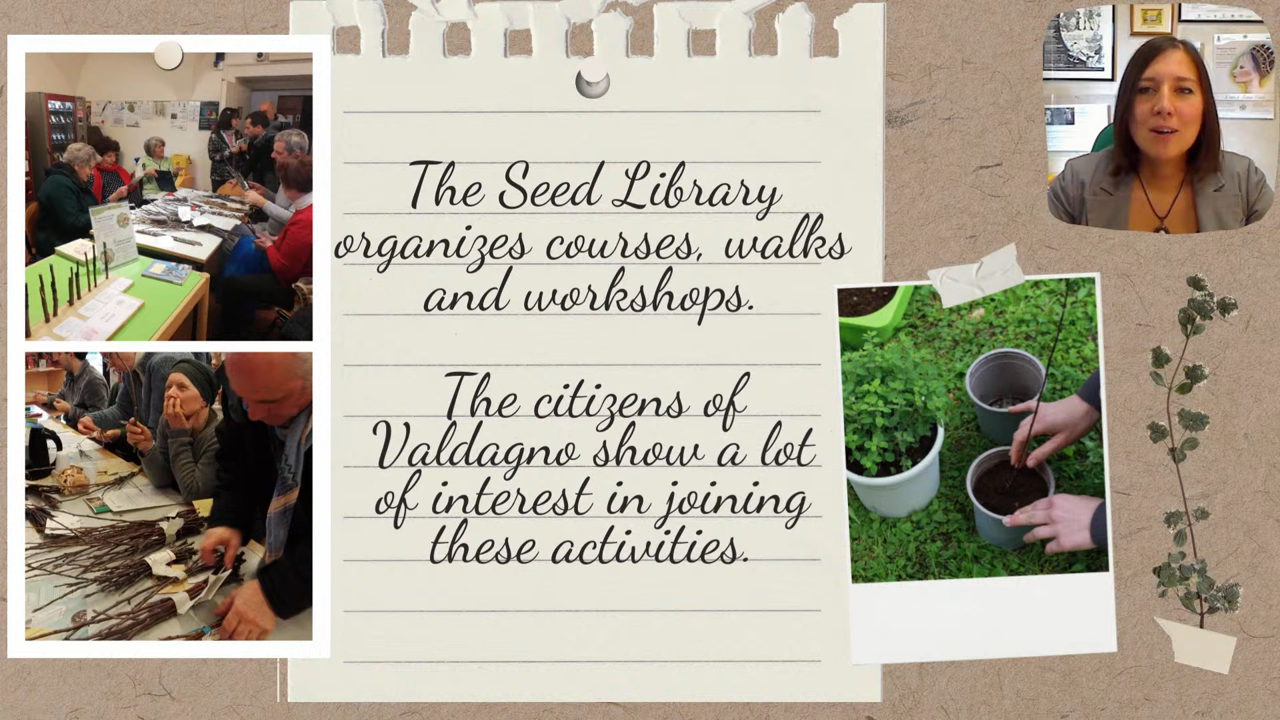 The Seed Library
organizes courses, walks
and workshops.
The citizens of
Valdagno show a lot
of interest in joining
these activities.